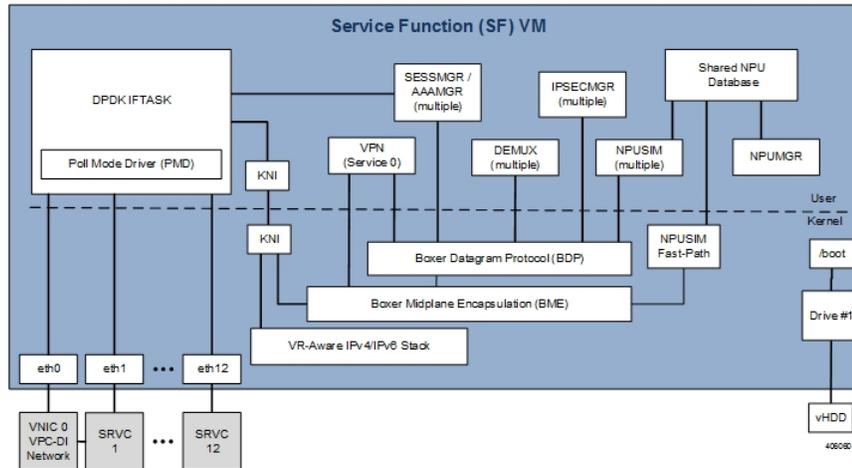 Service Function (SF) VM
DPDK IFTASK
Poll Mode Driver (PMD)
SESSMGR /
AAAMGR
(multiple)
IPSECMGR
(multiple)
Shared NPU
Database
VPN
(Service 0)
DEMUX
(multiple)
NPUSIM
(multiple)
NPUMGR
KNI
User
Kernel
KNI
NPUSIM
Fast-Path
/boot
Boxer Datagram Protocol (BDP)
Boxer Midplane Encapsulation (BME)
Drive #1
VR-Aware IPv4/IPv6 Stack
eth0
eth1
•••
eth12
VNIC 0
VPC-DI
Network
SRVC
1
•••
SRVC
12
vHDD